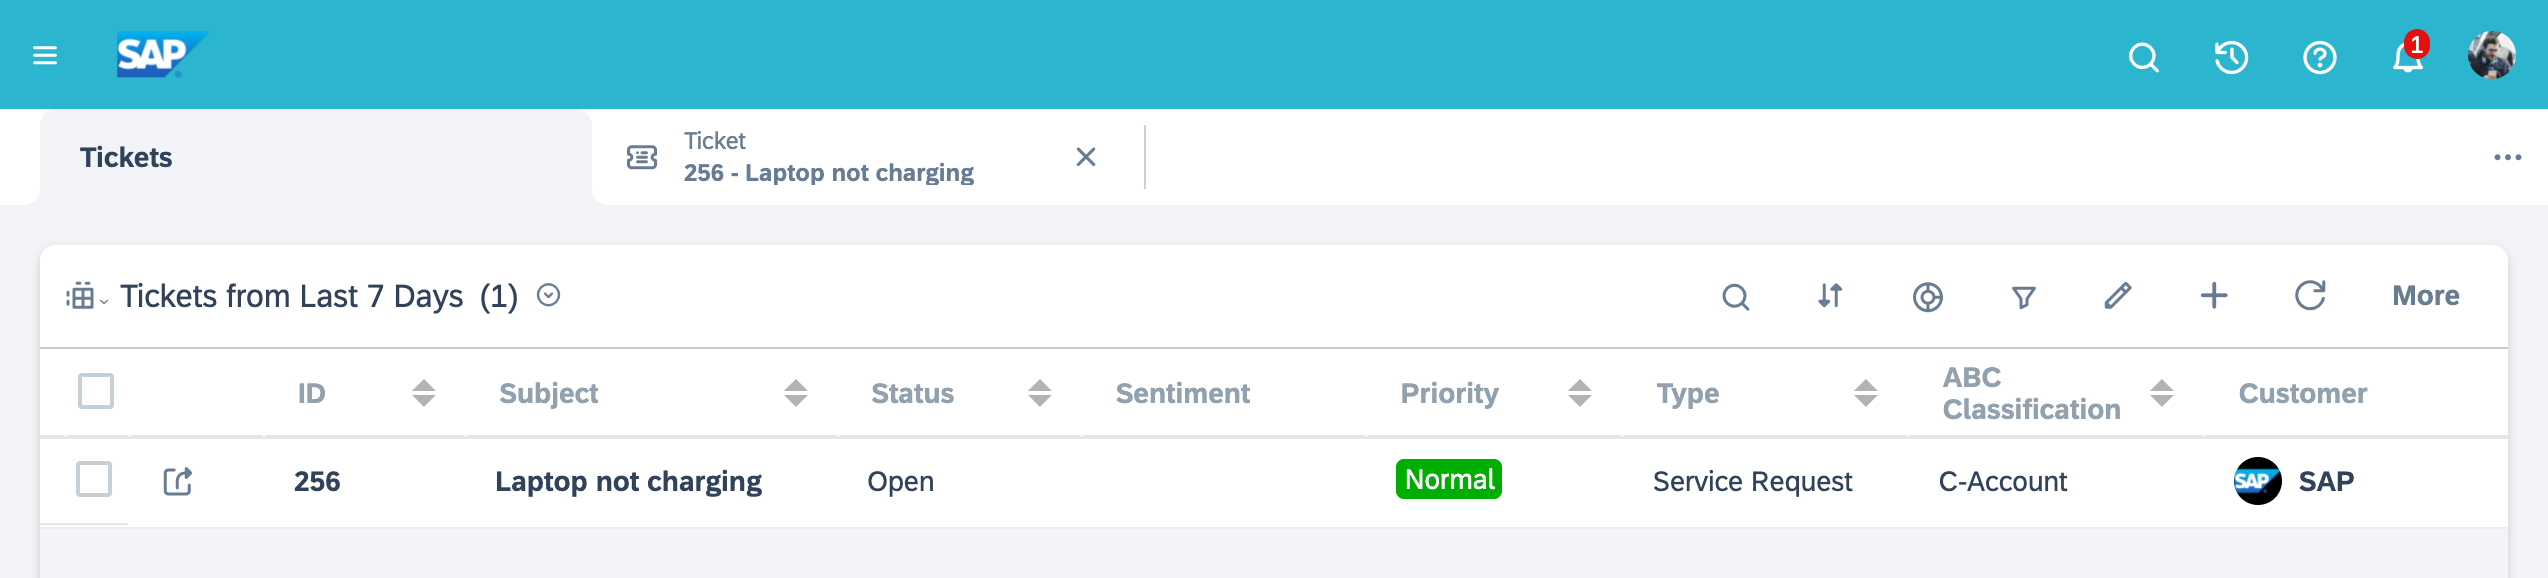 SAP
1
Tickets
Ticket
256 - Laptop not charging
Tickets from Last 7 Days (1)
More
ID Subject Status Sentiment Priority Type ABC Classification Customer
256 Laptop not charging Open Normal Service Request C-Account SAP SAP